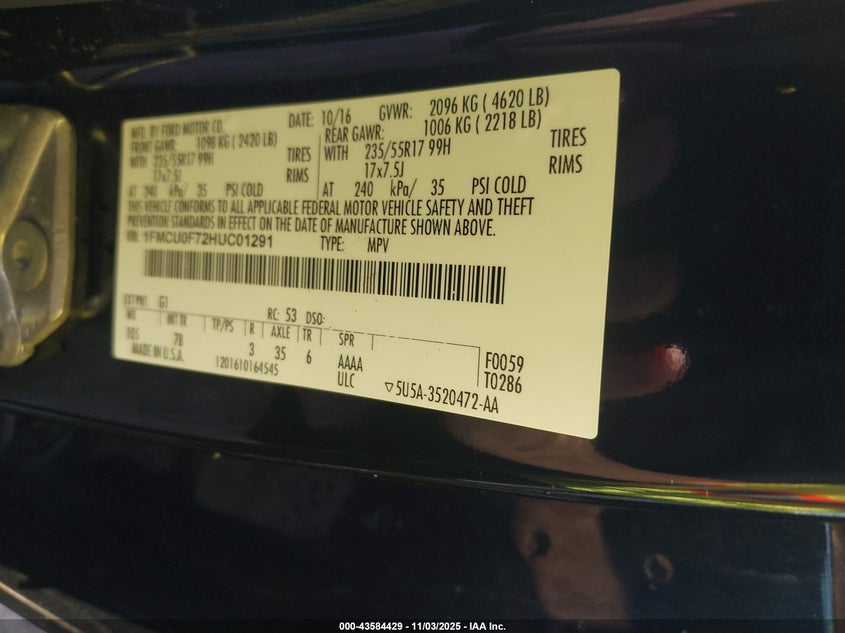 MFD. BY FORD MOTOR CO.
DATE: 10/16 GVWR: 2096 KG ( 4620 LB)
FRONT GAWR: 1098 KG ( 2420 LB)
REAR GAWR: 1006 KG ( 2218 LB)
WITH 235/55R17 99H TIRES
17x7.5J RIMS
AT 240 kPa/ 35 PSI COLD
WITH 235/55R17 99H TIRES
17x7.5J RIMS
AT 240 kPa/ 35 PSI COLD
THIS VEHICLE CONFORMS TO ALL APPLICABLE FEDERAL MOTOR VEHICLE SAFETY AND THEFT
PREVENTION STANDARDS IN EFFECT ON THE DATE OF MANUFACTURE SHOWN ABOVE.
VIN: 1FMCU0F72HUC01291 TYPE: MPV
EXT PNT: G1 RC: 53 DSO:
WB INT TR TP/PS R AXLE TR SPR
105 7B 3 35 6 AAAA F0059
MADE IN U.S.A. 1201610164545 ULC T0286
▽5U5A-3520472-AA
000-43584429 - 11/03/2025 - IAA Inc.